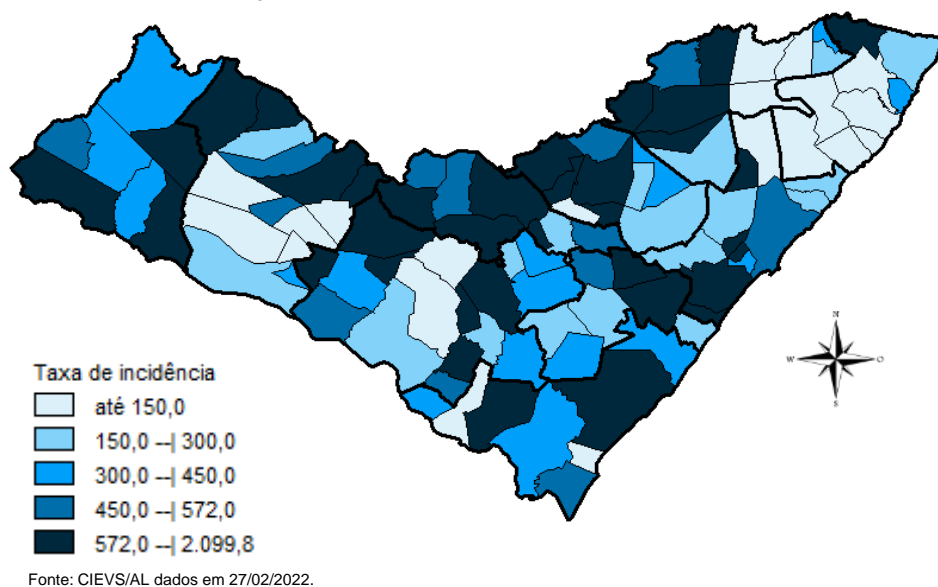 N
W
O
S
Taxa de incidência
até 150,0
150,0 --| 300,0
300,0 --| 450,0
450,0 --| 572,0
572,0 --| 2.099,8
Fonte: CIEVS/AL dados em 27/02/2022.